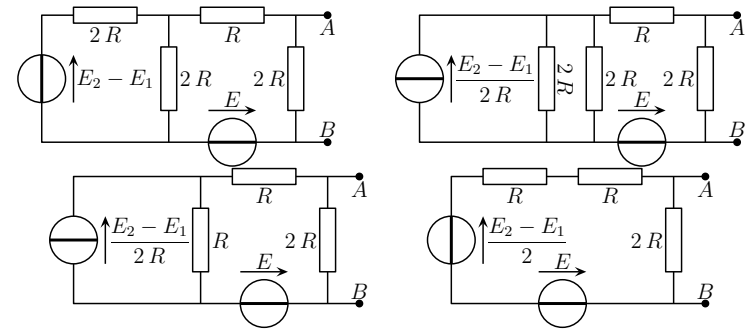 2 R R A
E₂ − E₁ 2 R 2 R
E B
R A
E₂ − E₁ / 2 R 2 R 2 R 2 R
E B
R A
E₂ − E₁ / 2 R R 2 R
E B
R R A
E₂ − E₁ / 2 2 R
E B